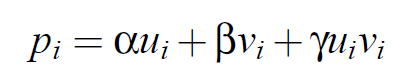 pᵢ = αuᵢ + βvᵢ + γuᵢvᵢ